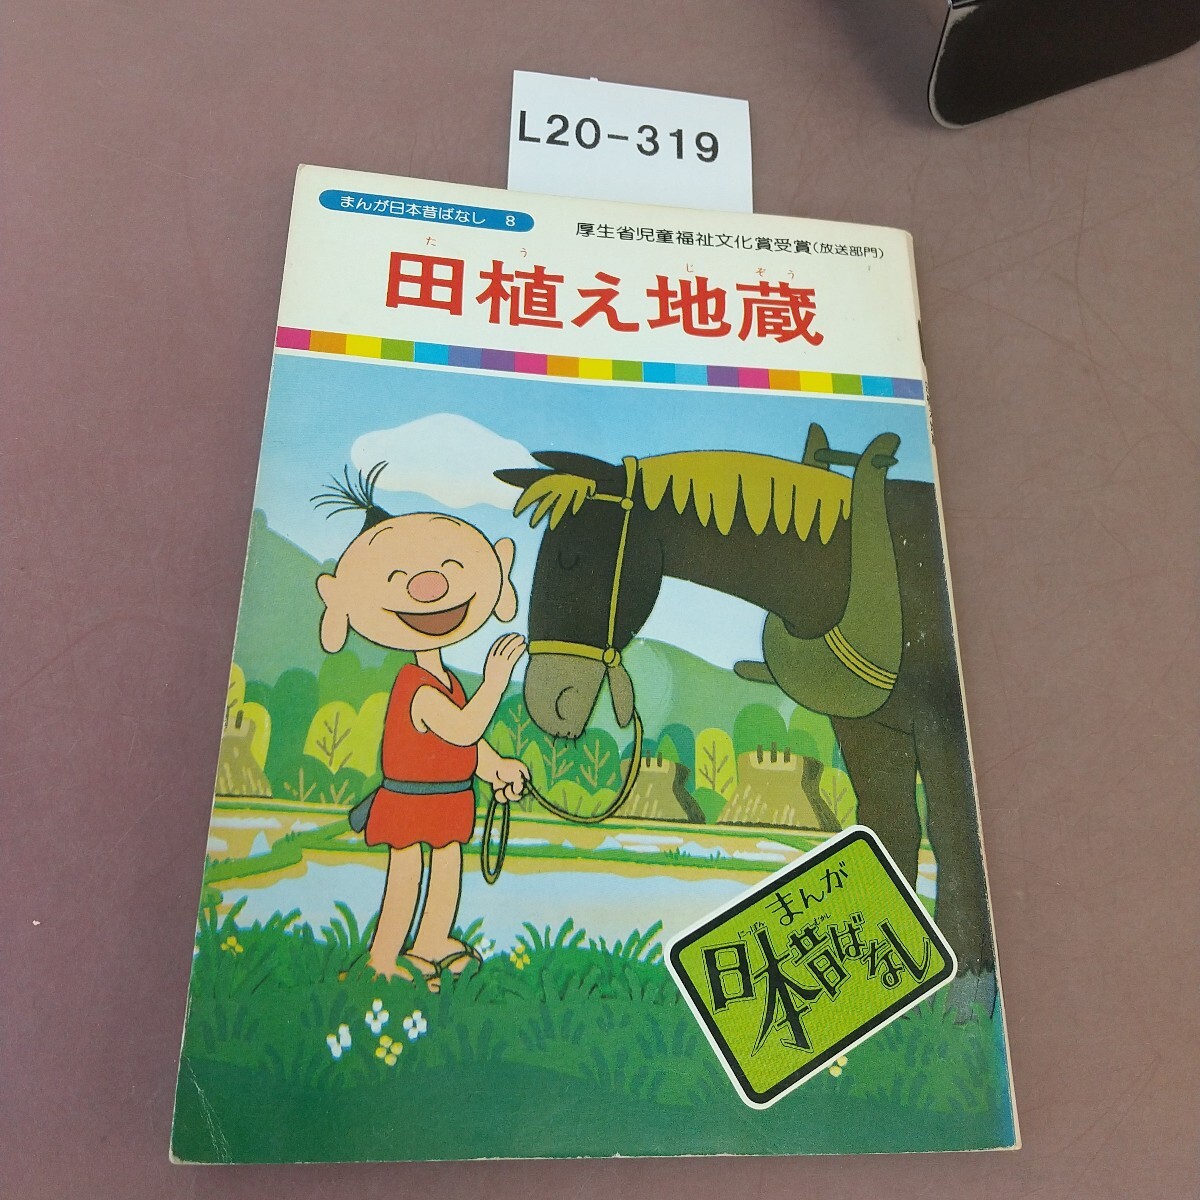 L20-319
まんが日本昔ばなし 8
厚生省児童福祉文化賞受賞(放送部門)
た う じ ぞう
田植え地蔵
まんが
にっぽん むかし
日本昔ばなし